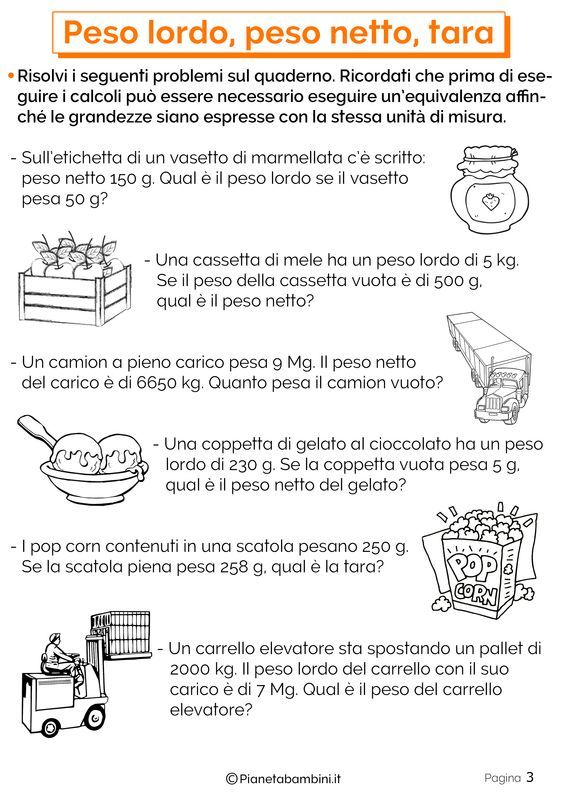 Peso lordo, peso netto, tara
• Risolvi i seguenti problemi sul quaderno. Ricordati che prima di ese-
guire i calcoli può essere necessario eseguire un'equivalenza affin-
ché le grandezze siano espresse con la stessa unità di misura.
- Sull'etichetta di un vasetto di marmellata c'è scritto:
peso netto 150 g. Qual è il peso lordo se il vasetto
pesa 50 g?
- Una cassetta di mele ha un peso lordo di 5 kg.
Se il peso della cassetta vuota è di 500 g,
qual è il peso netto?
- Un camion a pieno carico pesa 9 Mg. Il peso netto
del carico è di 6650 kg. Quanto pesa il camion vuoto?
- Una coppetta di gelato al cioccolato ha un peso
lordo di 230 g. Se la coppetta vuota pesa 5 g,
qual è il peso netto del gelato?
- I pop corn contenuti in una scatola pesano 250 g.
Se la scatola piena pesa 258 g, qual è la tara?
POP
CORN
- Un carrello elevatore sta spostando un pallet di
2000 kg. Il peso lordo del carrello con il suo
carico è di 7 Mg. Qual è il peso del carrello
elevatore?
©Pianetabambini.it
Pagina 3